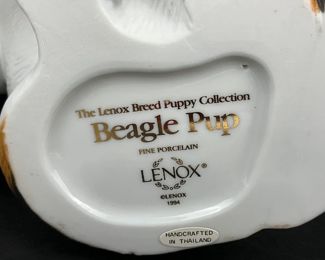 The Lenox Breed Puppy Collection
Beagle Pup
FINE PORCELAIN
LENOX®
©LENOX
1994
HANDCRAFTED
IN THAILAND